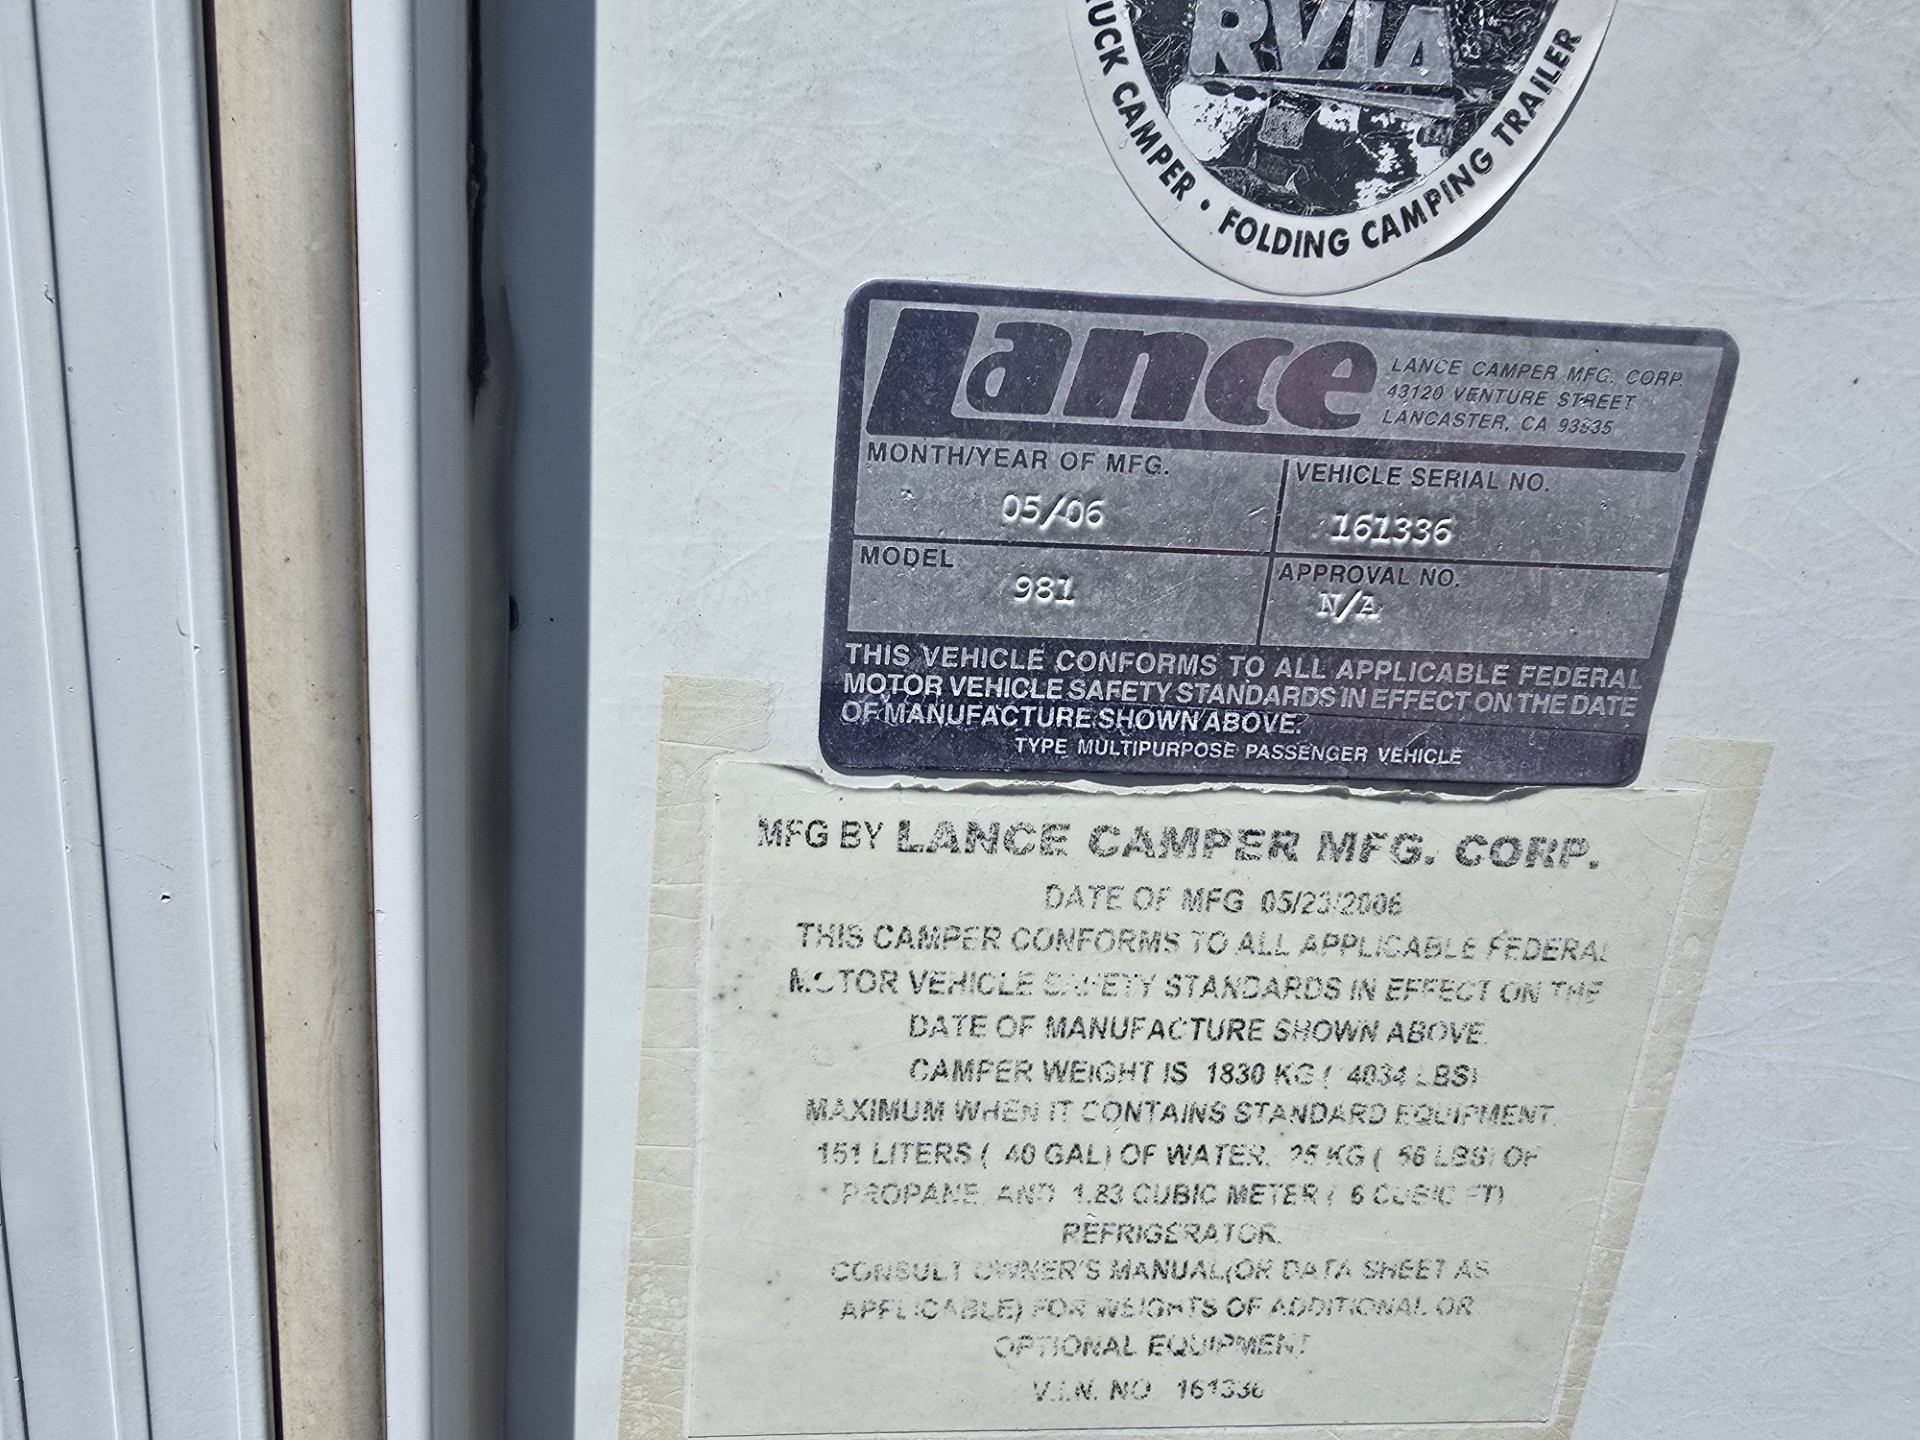 RVIA
TRUCK CAMPER • FOLDING CAMPING TRAILER
Lance
LANCE CAMPER MFG. CORP.
43120 VENTURE STREET
LANCASTER, CA 93535
MONTH/YEAR OF MFG.
05/06
VEHICLE SERIAL NO.
161336
MODEL
981
APPROVAL NO.
N/A
THIS VEHICLE CONFORMS TO ALL APPLICABLE FEDERAL
MOTOR VEHICLE SAFETY STANDARDS IN EFFECT ON THE DATE
OF MANUFACTURE SHOWN ABOVE.
TYPE MULTIPURPOSE PASSENGER VEHICLE
MFG BY LANCE CAMPER MFG. CORP.
DATE OF MFG 05/23/2006
THIS CAMPER CONFORMS TO ALL APPLICABLE FEDERAL
MOTOR VEHICLE SAFETY STANDARDS IN EFFECT ON THE
DATE OF MANUFACTURE SHOWN ABOVE.
CAMPER WEIGHT IS 1830 KG ( 4034 LBS)
MAXIMUM WHEN IT CONTAINS STANDARD EQUIPMENT,
151 LITERS ( 40 GAL) OF WATER, 25 KG ( 56 LBS) OF
PROPANE, AND 1.83 CUBIC METER ( 6 CUBIC FT)
REFRIGERATOR.
CONSULT OWNER'S MANUAL(OR DATA SHEET AS
APPLICABLE) FOR WEIGHTS OF ADDITIONAL OR
OPTIONAL EQUIPMENT
V.I.N. NO 161336